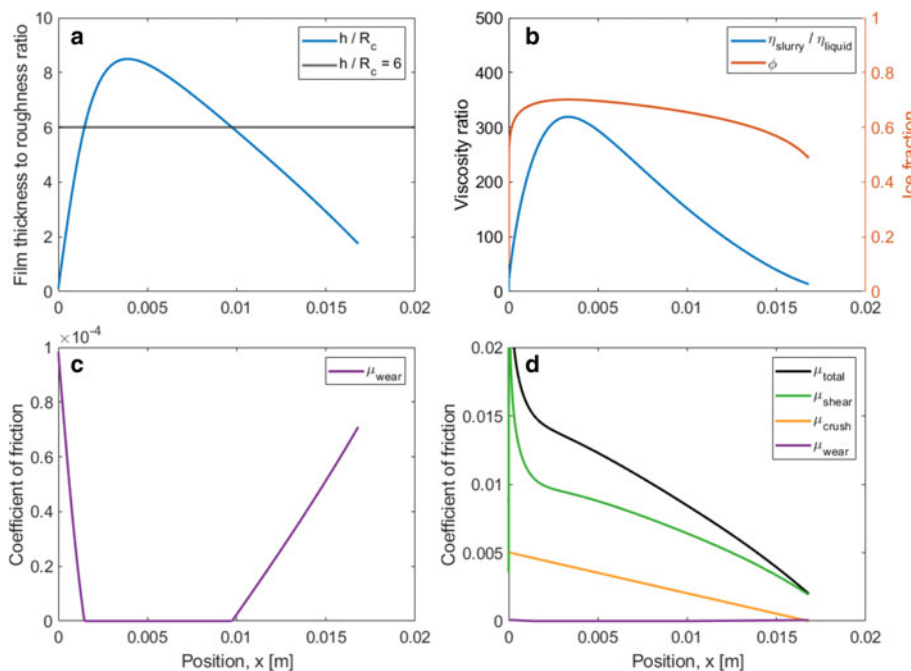 a
h / R_c
h / R_c = 6
Film thickness to roughness ratio
10
8
6
4
2
0
0
0.005
0.01
0.015
0.02
b
η_slurry / η_liquid
ϕ
Viscosity ratio
500
400
300
200
100
0
Ice fraction
1
0.8
0.6
0.4
0.2
0
0
0.005
0.01
0.015
0.02
×10^-4
c
μ_wear
Coefficient of friction
1
0.8
0.6
0.4
0.2
0
0
0.005
0.01
0.015
0.02
Position, x [m]
d
μ_total
μ_shear
μ_crush
μ_wear
Coefficient of friction
0.02
0.015
0.01
0.005
0
0
0.005
0.01
0.015
0.02
Position, x [m]